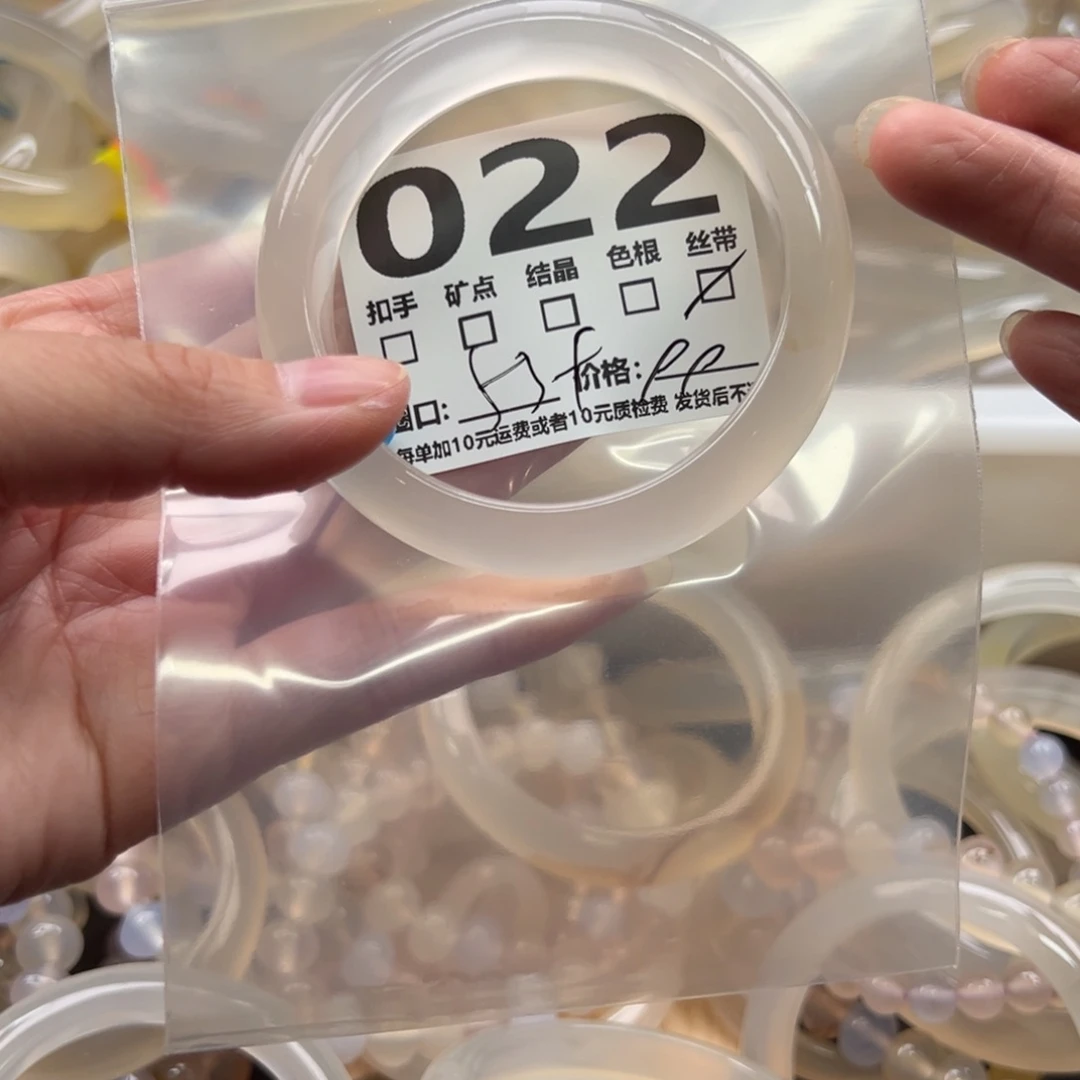 022
扣手 矿点 结晶 色根 丝带
圈口: 价格:
每单加10元运费或者10元质检费 发货后不